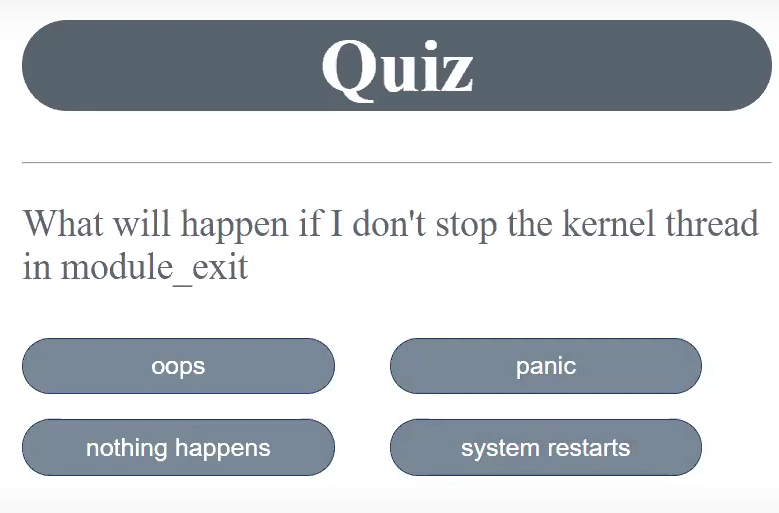 Quiz
What will happen if I don't stop the kernel thread
in module_exit
oops
panic
nothing happens
system restarts